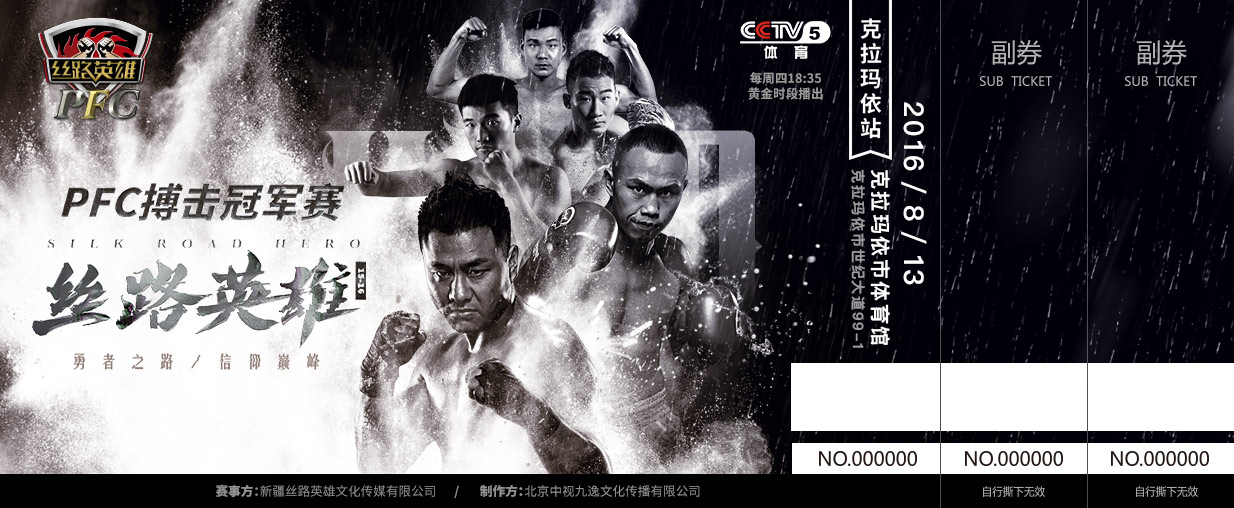 丝路英雄
PFC
PFC搏击冠军赛
SILK ROAD HERO
丝路英雄
15-16
勇者之路/信仰巅峰
CCTV5
体育
每周四18:35
黄金时段播出
克拉玛依站
2016/8/13
克拉玛依市体育馆
克拉玛依市世纪大道99-1
副券
SUB TICKET
副券
SUB TICKET
NO.000000
NO.000000
NO.000000
赛事方:新疆丝路英雄文化传媒有限公司 / 制作方:北京中视九逸文化传播有限公司
自行撕下无效
自行撕下无效